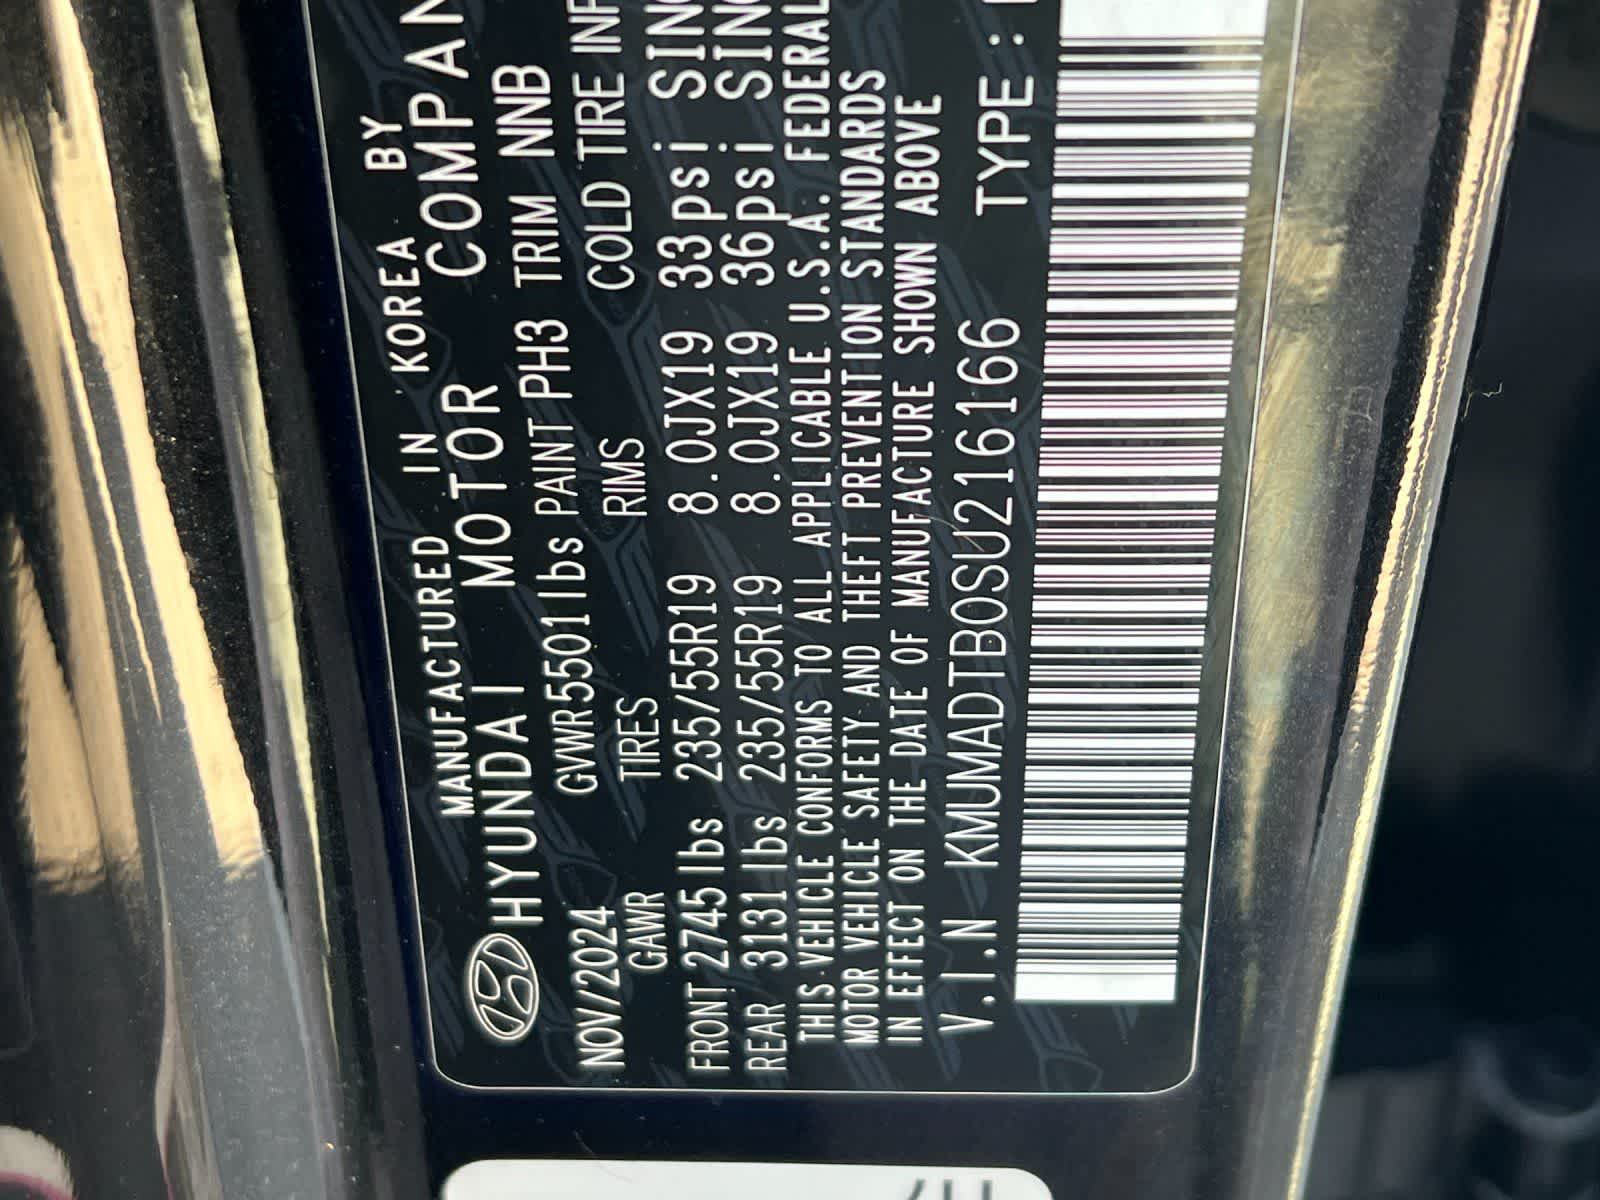 MANUFACTURED IN KOREA BY
HYUNDAI MOTOR COMPAN
NOV/2024 GVWR 5501 lbs PAINT PH3 TRIM NNB
GAWR TIRES RIMS COLD TIRE INF
FRONT 2745 lbs 235/55R19 8.0JX19 33psi SING
REAR 3131 lbs 235/55R19 8.0JX19 36psi SING
THIS VEHICLE CONFORMS TO ALL APPLICABLE U.S.A. FEDERAL
MOTOR VEHICLE SAFETY AND THEFT PREVENTION STANDARDS
IN EFFECT ON THE DATE OF MANUFACTURE SHOWN ABOVE
V.I.N KMUMADTB0SU216166 TYPE :